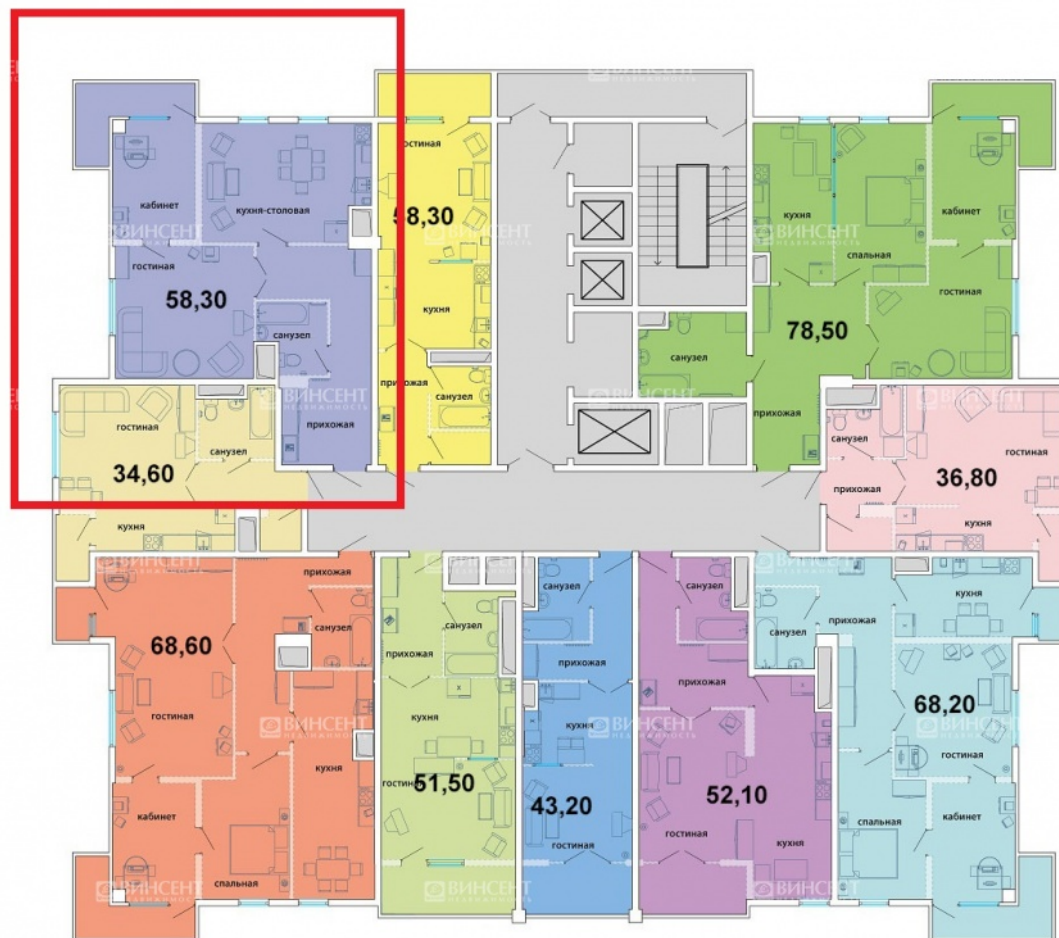 гостиная
58,30
кухня
прихожая
санузел
кабинет
кухня-столовая
гостиная
58,30
санузел
прихожая
гостиная
санузел
34,60
кухня
кухня
спальная
кабинет
гостиная
78,50
санузел
прихожая
санузел
гостиная
прихожая
36,80
кухня
прихожая
санузел
68,60
гостиная
кухня
кабинет
спальная
санузел
прихожая
кухня
51,50
санузел
прихожая
кухня
43,20
гостиная
санузел
прихожая
52,10
гостиная
кухня
кухня
прихожая
санузел
68,20
гостиная
спальная
кабинет
ВИНСЕНТ
НЕДВИЖИМОСТЬ